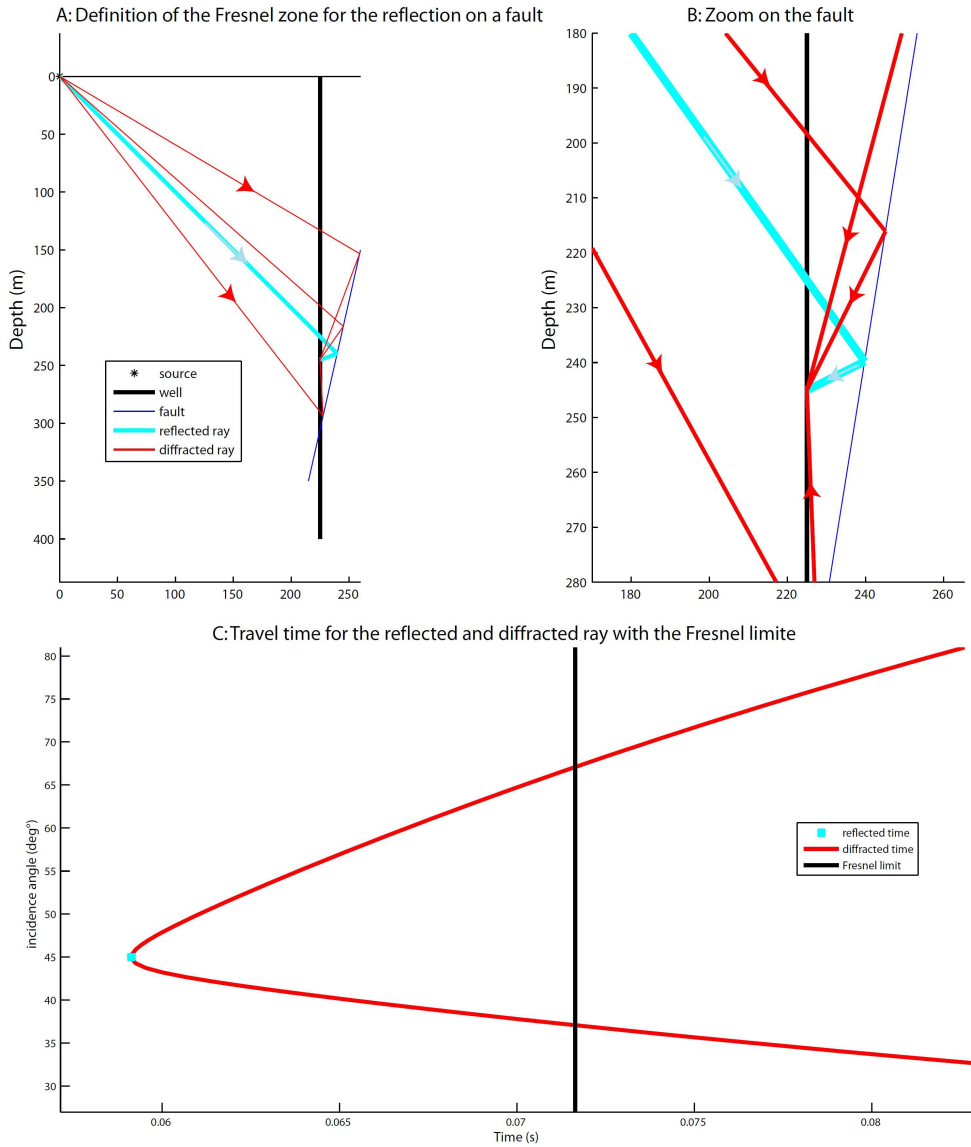 A: Definition of the Fresnel zone for the reflection on a fault
Depth (m)
0
50
100
150
200
250
300
350
400
0 50 100 150 200 250
source
well
fault
reflected ray
diffracted ray
B: Zoom on the fault
Depth (m)
180
190
200
210
220
230
240
250
260
270
280
170 180 200 220 240 260
C: Travel time for the reflected and diffracted ray with the Fresnel limite
incidence angle (deg°)
80
75
70
65
60
55
50
45
40
35
30
0.06 0.065 0.07 0.075 0.08
Time (s)
reflected time
diffracted time
Fresnel limit